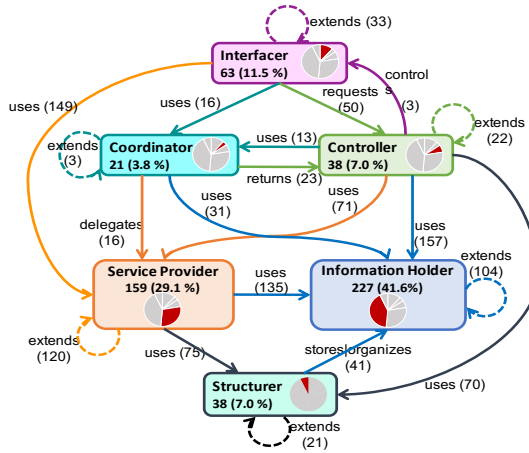 extends
(33)
Interfacer
63 (11.5 %)
control
s
(3)
uses (149)
uses (16)
requests
(50)
extends
(3)
Coordinator
21 (3.8 %)
uses (13)
returns (23)
Controller
38 (7.0 %)
extends
(22)
delegates
(16)
uses
(31)
uses
(71)
uses
(157)
Service Provider
159 (29.1 %)
uses
(135)
Information Holder
227 (41.6%)
extends
(104)
extends
(120)
uses (75)
stores|organizes
(41)
uses (70)
Structurer
38 (7.0 %)
extends
(21)